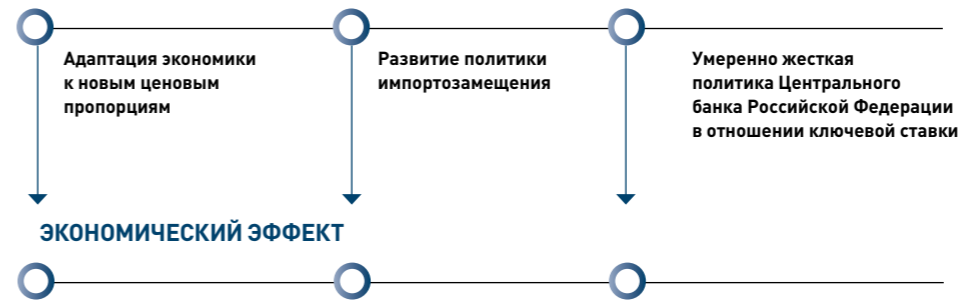 Адаптация экономики
к новым ценовым
пропорциям
Развитие политики
импортозамещения
Умеренно жесткая
политика Центрального
банка Российской Федерации
в отношении ключевой ставки
ЭКОНОМИЧЕСКИЙ ЭФФЕКТ